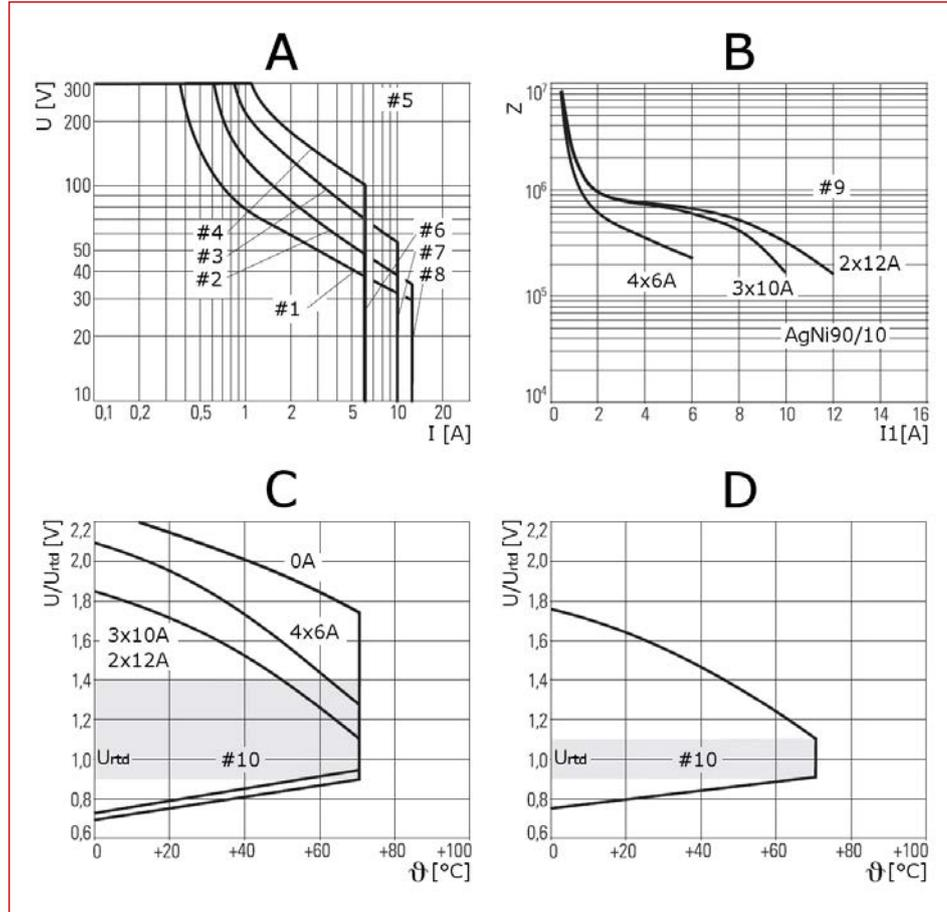 A
U [V]
300
200
100
50
40
30
20
10
0,1 0,2 0,5 1 2 5 10 20
I [A]
#5
#4
#3
#2
#1
#6
#7
#8
B
Z
10⁷
10⁶
10⁵
10⁴
0 2 4 6 8 10 12 14 16
I1[A]
#9
4x6A
3x10A
2x12A
AgNi90/10
C
U/Urtd [V]
2,2
2,0
1,8
1,6
1,4
1,2
1,0
0,8
0,6
0 +20 +40 +60 +100
ϑ [°C]
0A
3x10A
2x12A
4x6A
Urtd
#10
D
U/Urtd [V]
2,2
2,0
1,8
1,6
1,4
1,2
1,0
0,8
0,6
0 +20 +40 +60 +100
ϑ [°C]
Urtd
#10